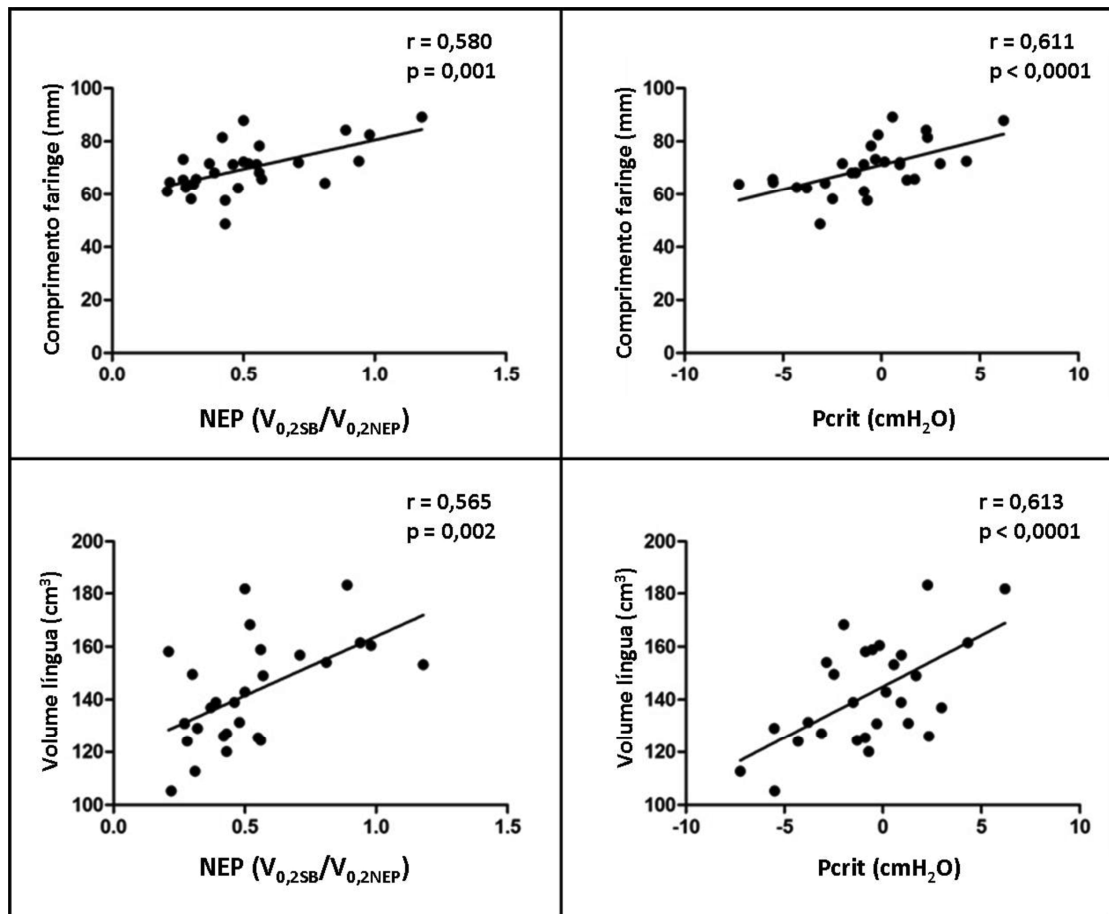 r = 0,580
p = 0,001
Comprimento faringe (mm)
100
80
60
40
20
0
0.0 0.5 1.0 1.5
NEP (V0,2SB/V0,2NEP)
r = 0,611
p < 0,0001
Comprimento faringe (mm)
100
80
60
40
20
0
-10 -5 0 5 10
Pcrit (cmH2O)
r = 0,565
p = 0,002
Volume língua (cm3)
200
180
160
140
120
100
0.0 0.5 1.0 1.5
NEP (V0,2SB/V0,2NEP)
r = 0,613
p < 0,0001
Volume língua (cm3)
200
180
160
140
120
100
-10 -5 0 5 10
Pcrit (cmH2O)